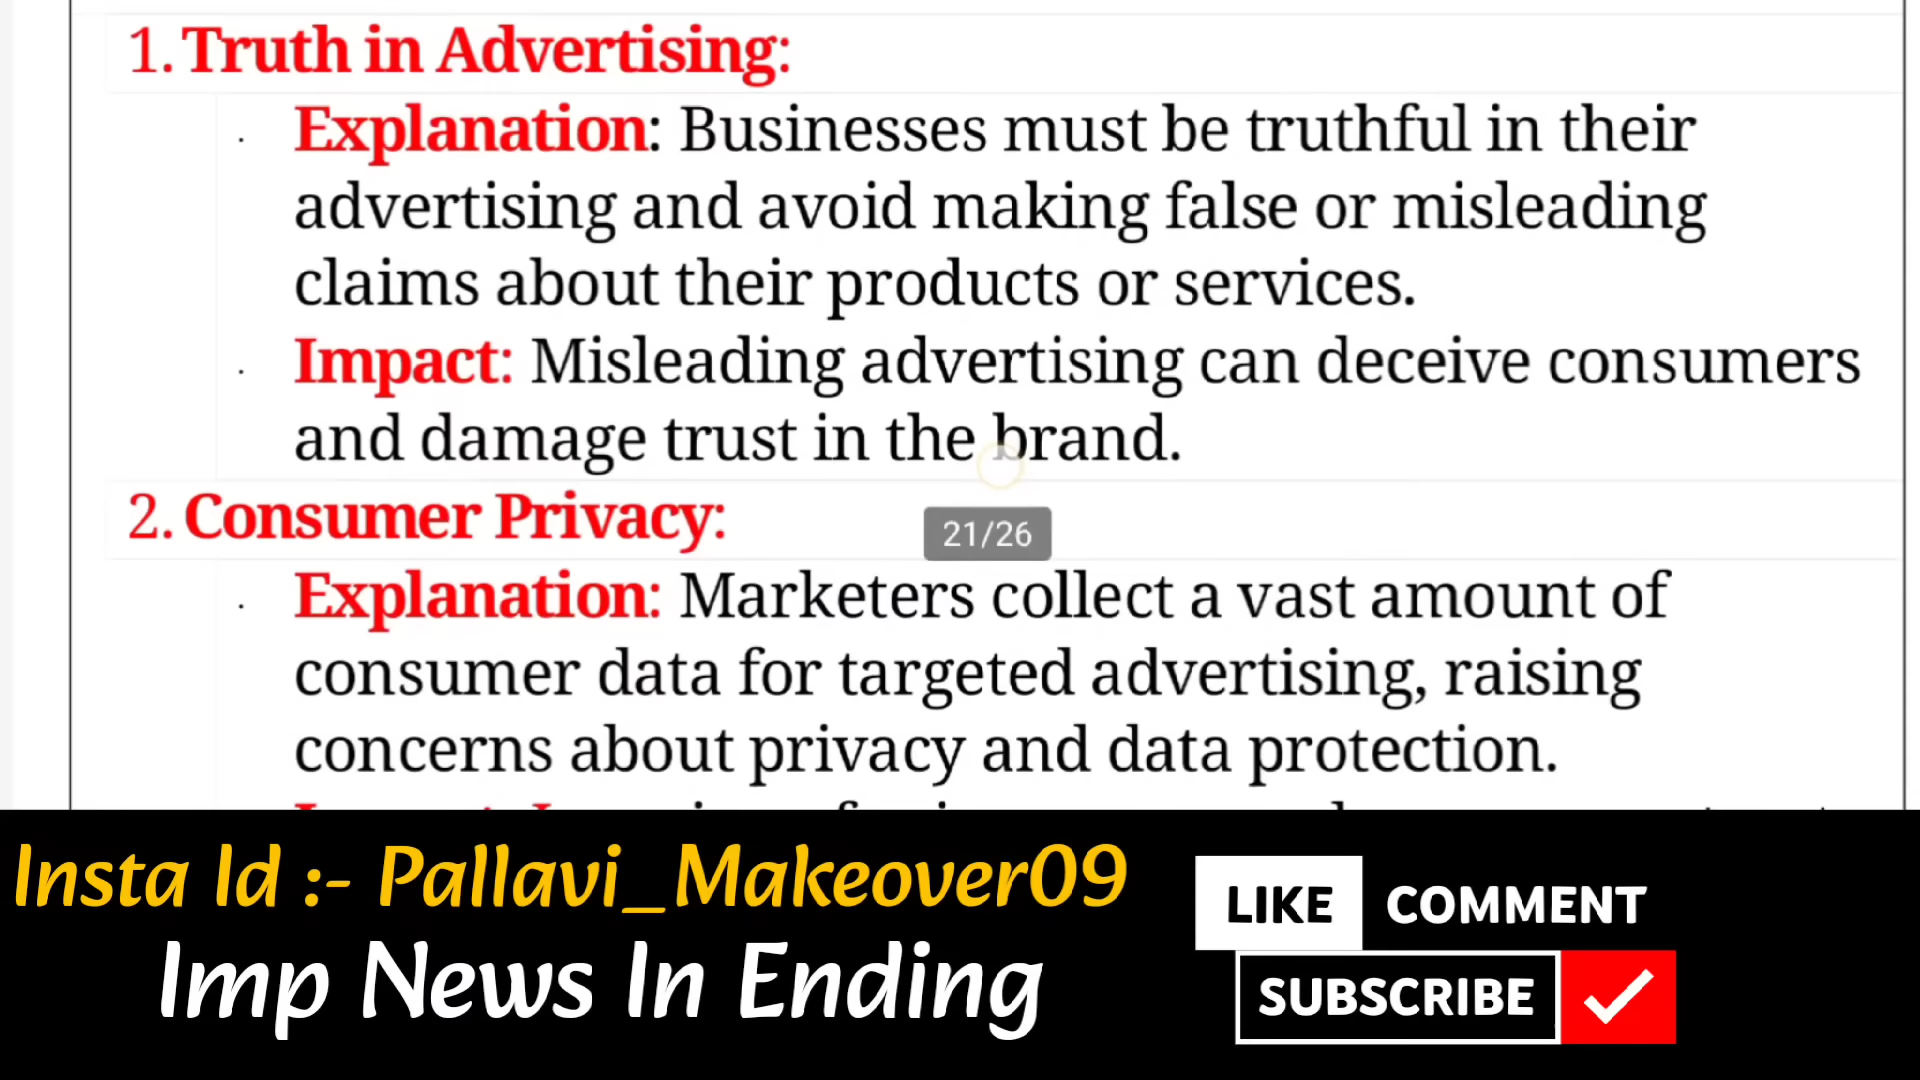 1. Truth in Advertising:
· Explanation: Businesses must be truthful in their
advertising and avoid making false or misleading
claims about their products or services.
· Impact: Misleading advertising can deceive consumers
and damage trust in the brand.
2. Consumer Privacy:
21/26
· Explanation: Marketers collect a vast amount of
consumer data for targeted advertising, raising
concerns about privacy and data protection.
Insta Id :- Pallavi_Makeover09
Imp News In Ending
LIKE COMMENT
SUBSCRIBE